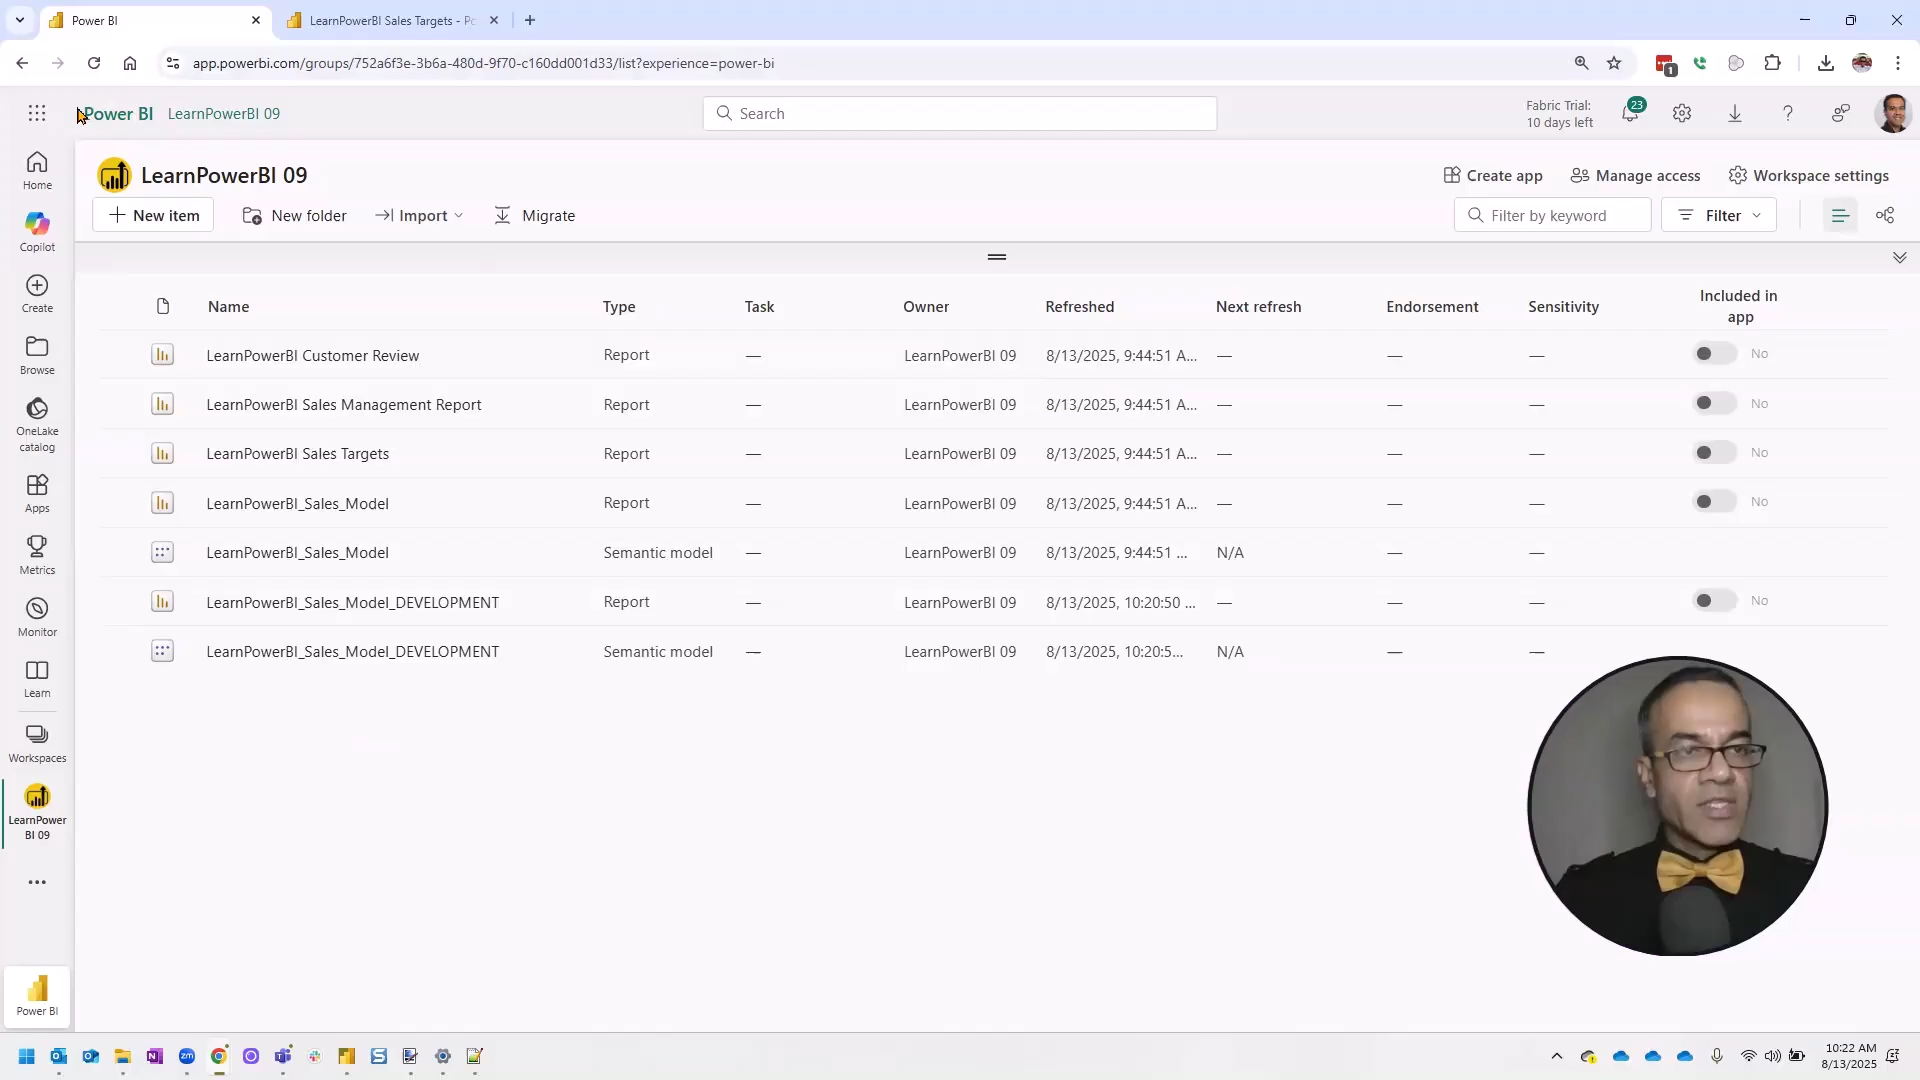 Power BI
LearnPowerBI Sales Targets - Po
app.powerbi.com/groups/752a6f3e-3b6a-480d-9f70-c160dd001d33/list?experience=power-bi
1
Power BI LearnPowerBI 09
Search
Fabric Trial:
10 days left
23
LearnPowerBI 09
Create app
Manage access
Workspace settings
New item
New folder
Import
Migrate
Filter by keyword
Filter
Name Type Task Owner Refreshed Next refresh Endorsement Sensitivity Included in
app
LearnPowerBI Customer Review Report — LearnPowerBI 09 8/13/2025, 9:44:51 A... — — — No
LearnPowerBI Sales Management Report Report — LearnPowerBI 09 8/13/2025, 9:44:51 A... — — — No
LearnPowerBI Sales Targets Report — LearnPowerBI 09 8/13/2025, 9:44:51 A... — — — No
LearnPowerBI_Sales_Model Report — LearnPowerBI 09 8/13/2025, 9:44:51 A... — — — No
LearnPowerBI_Sales_Model Semantic model — LearnPowerBI 09 8/13/2025, 9:44:51 ... N/A — —
LearnPowerBI_Sales_Model_DEVELOPMENT Report — LearnPowerBI 09 8/13/2025, 10:20:50 ... — — — No
LearnPowerBI_Sales_Model_DEVELOPMENT Semantic model — LearnPowerBI 09 8/13/2025, 10:20:5... N/A — —
Home
Copilot
Create
Browse
OneLake
catalog
Apps
Metrics
Monitor
Learn
Workspaces
LearnPower
BI 09
Power BI
10:22 AM
8/13/2025